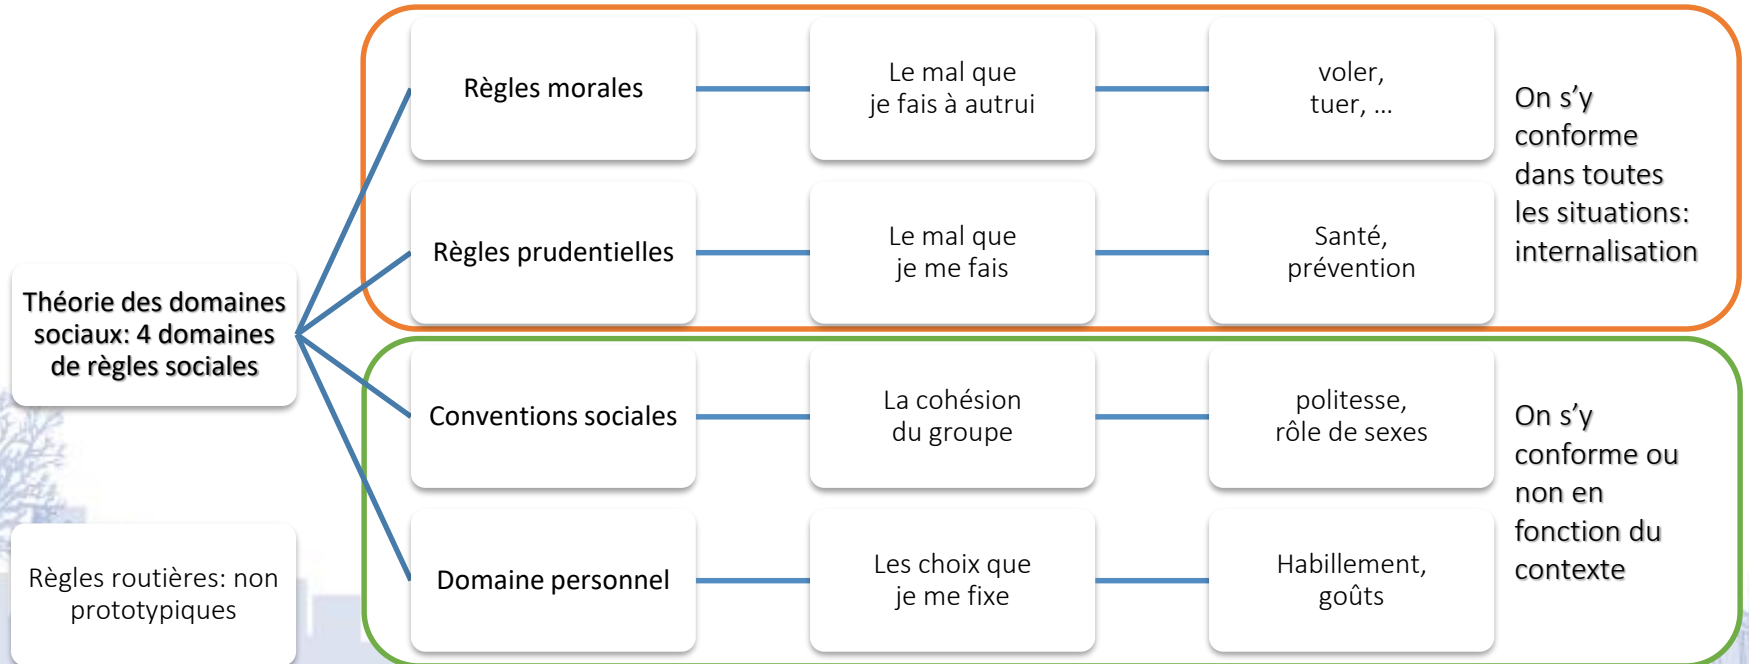 Théorie des domaines
sociaux: 4 domaines
de règles sociales
Règles morales
Le mal que
je fais à autrui
voler,
tuer, ...
Règles prudentielles
Le mal que
je me fais
Santé,
prévention
On s’y
conforme
dans toutes
les situations:
internalisation
Conventions sociales
La cohésion
du groupe
politesse,
rôle de sexes
Domaine personnel
Les choix que
je me fixe
Habillement,
goûts
On s’y
conforme ou
non en
fonction du
contexte
Règles routières: non
prototypiques